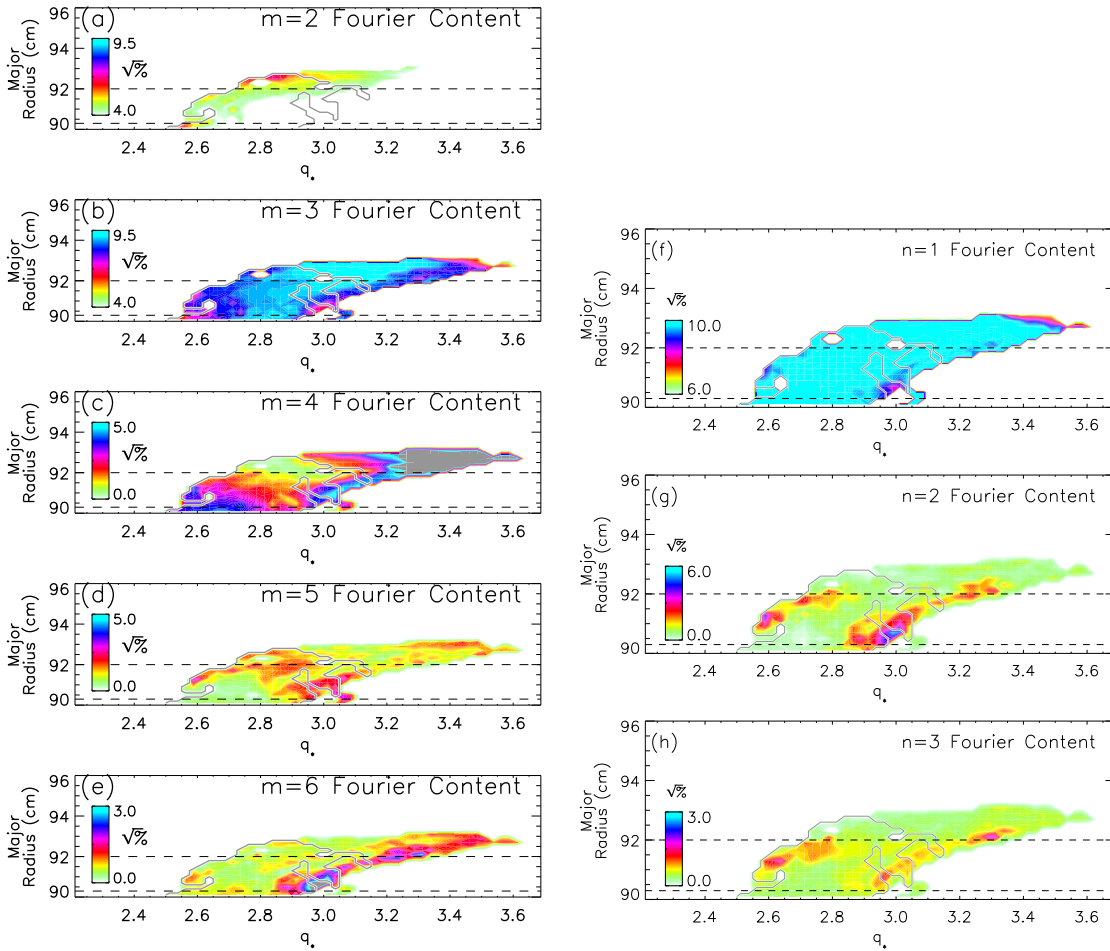 (a) m=2 Fourier Content
96
94
92
90
Major
Radius (cm)
9.5
√%
4.0
2.4 2.6 2.8 3.0 3.2 3.4 3.6
q*
(b) m=3 Fourier Content
96
94
92
90
Major
Radius (cm)
9.5
√%
4.0
2.4 2.6 2.8 3.0 3.2 3.4 3.6
q*
(c) m=4 Fourier Content
96
94
92
90
Major
Radius (cm)
5.0
√%
0.0
2.4 2.6 2.8 3.0 3.2 3.4 3.6
q*
(d) m=5 Fourier Content
96
94
92
90
Major
Radius (cm)
5.0
√%
0.0
2.4 2.6 2.8 3.0 3.2 3.4 3.6
q*
(e) m=6 Fourier Content
96
94
92
90
Major
Radius (cm)
3.0
√%
0.0
2.4 2.6 2.8 3.0 3.2 3.4 3.6
q*
(f) n=1 Fourier Content
96
94
92
90
Major
Radius (cm)
√%
10.0
6.0
2.4 2.6 2.8 3.0 3.2 3.4 3.6
q*
(g) n=2 Fourier Content
96
94
92
90
Major
Radius (cm)
√%
6.0
0.0
2.4 2.6 2.8 3.0 3.2 3.4 3.6
q*
(h) n=3 Fourier Content
96
94
92
90
Major
Radius (cm)
√%
3.0
0.0
2.4 2.6 2.8 3.0 3.2 3.4 3.6
q*